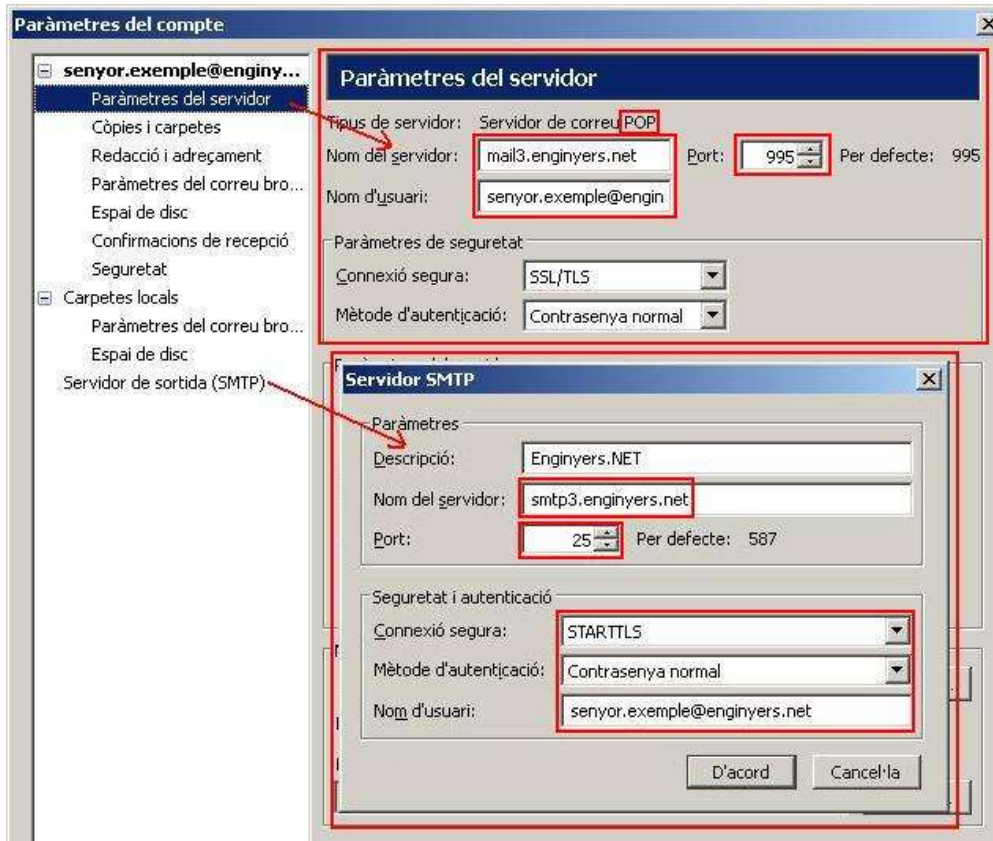 Paràmetres del compte
senyor.exemple@enginy...
Paràmetres del servidor
Còpies i carpetes
Redacció i adreçament
Paràmetres del correu bro...
Espai de disc
Confirmacions de recepció
Seguretat
Carpetes locals
Paràmetres del correu bro...
Espai de disc
Servidor de sortida (SMTP)
Paràmetres del servidor
Tipus de servidor: Servidor de correu POP
Nom del servidor: mail3.enginyers.net Port: 995 Per defecte: 995
Nom d'usuari: senyor.exemple@engin
Paràmetres de seguretat
Connexió segura: SSL/TLS
Mètode d'autenticació: Contrasenya normal
Servidor SMTP
Paràmetres
Descripció: Enginyers.NET
Nom del servidor: smtp3.enginyers.net
Port: 25 Per defecte: 587
Seguretat i autenticació
Connexió segura: STARTTLS
Mètode d'autenticació: Contrasenya normal
Nom d'usuari: senyor.exemple@enginyers.net
D'acord Cancel·la